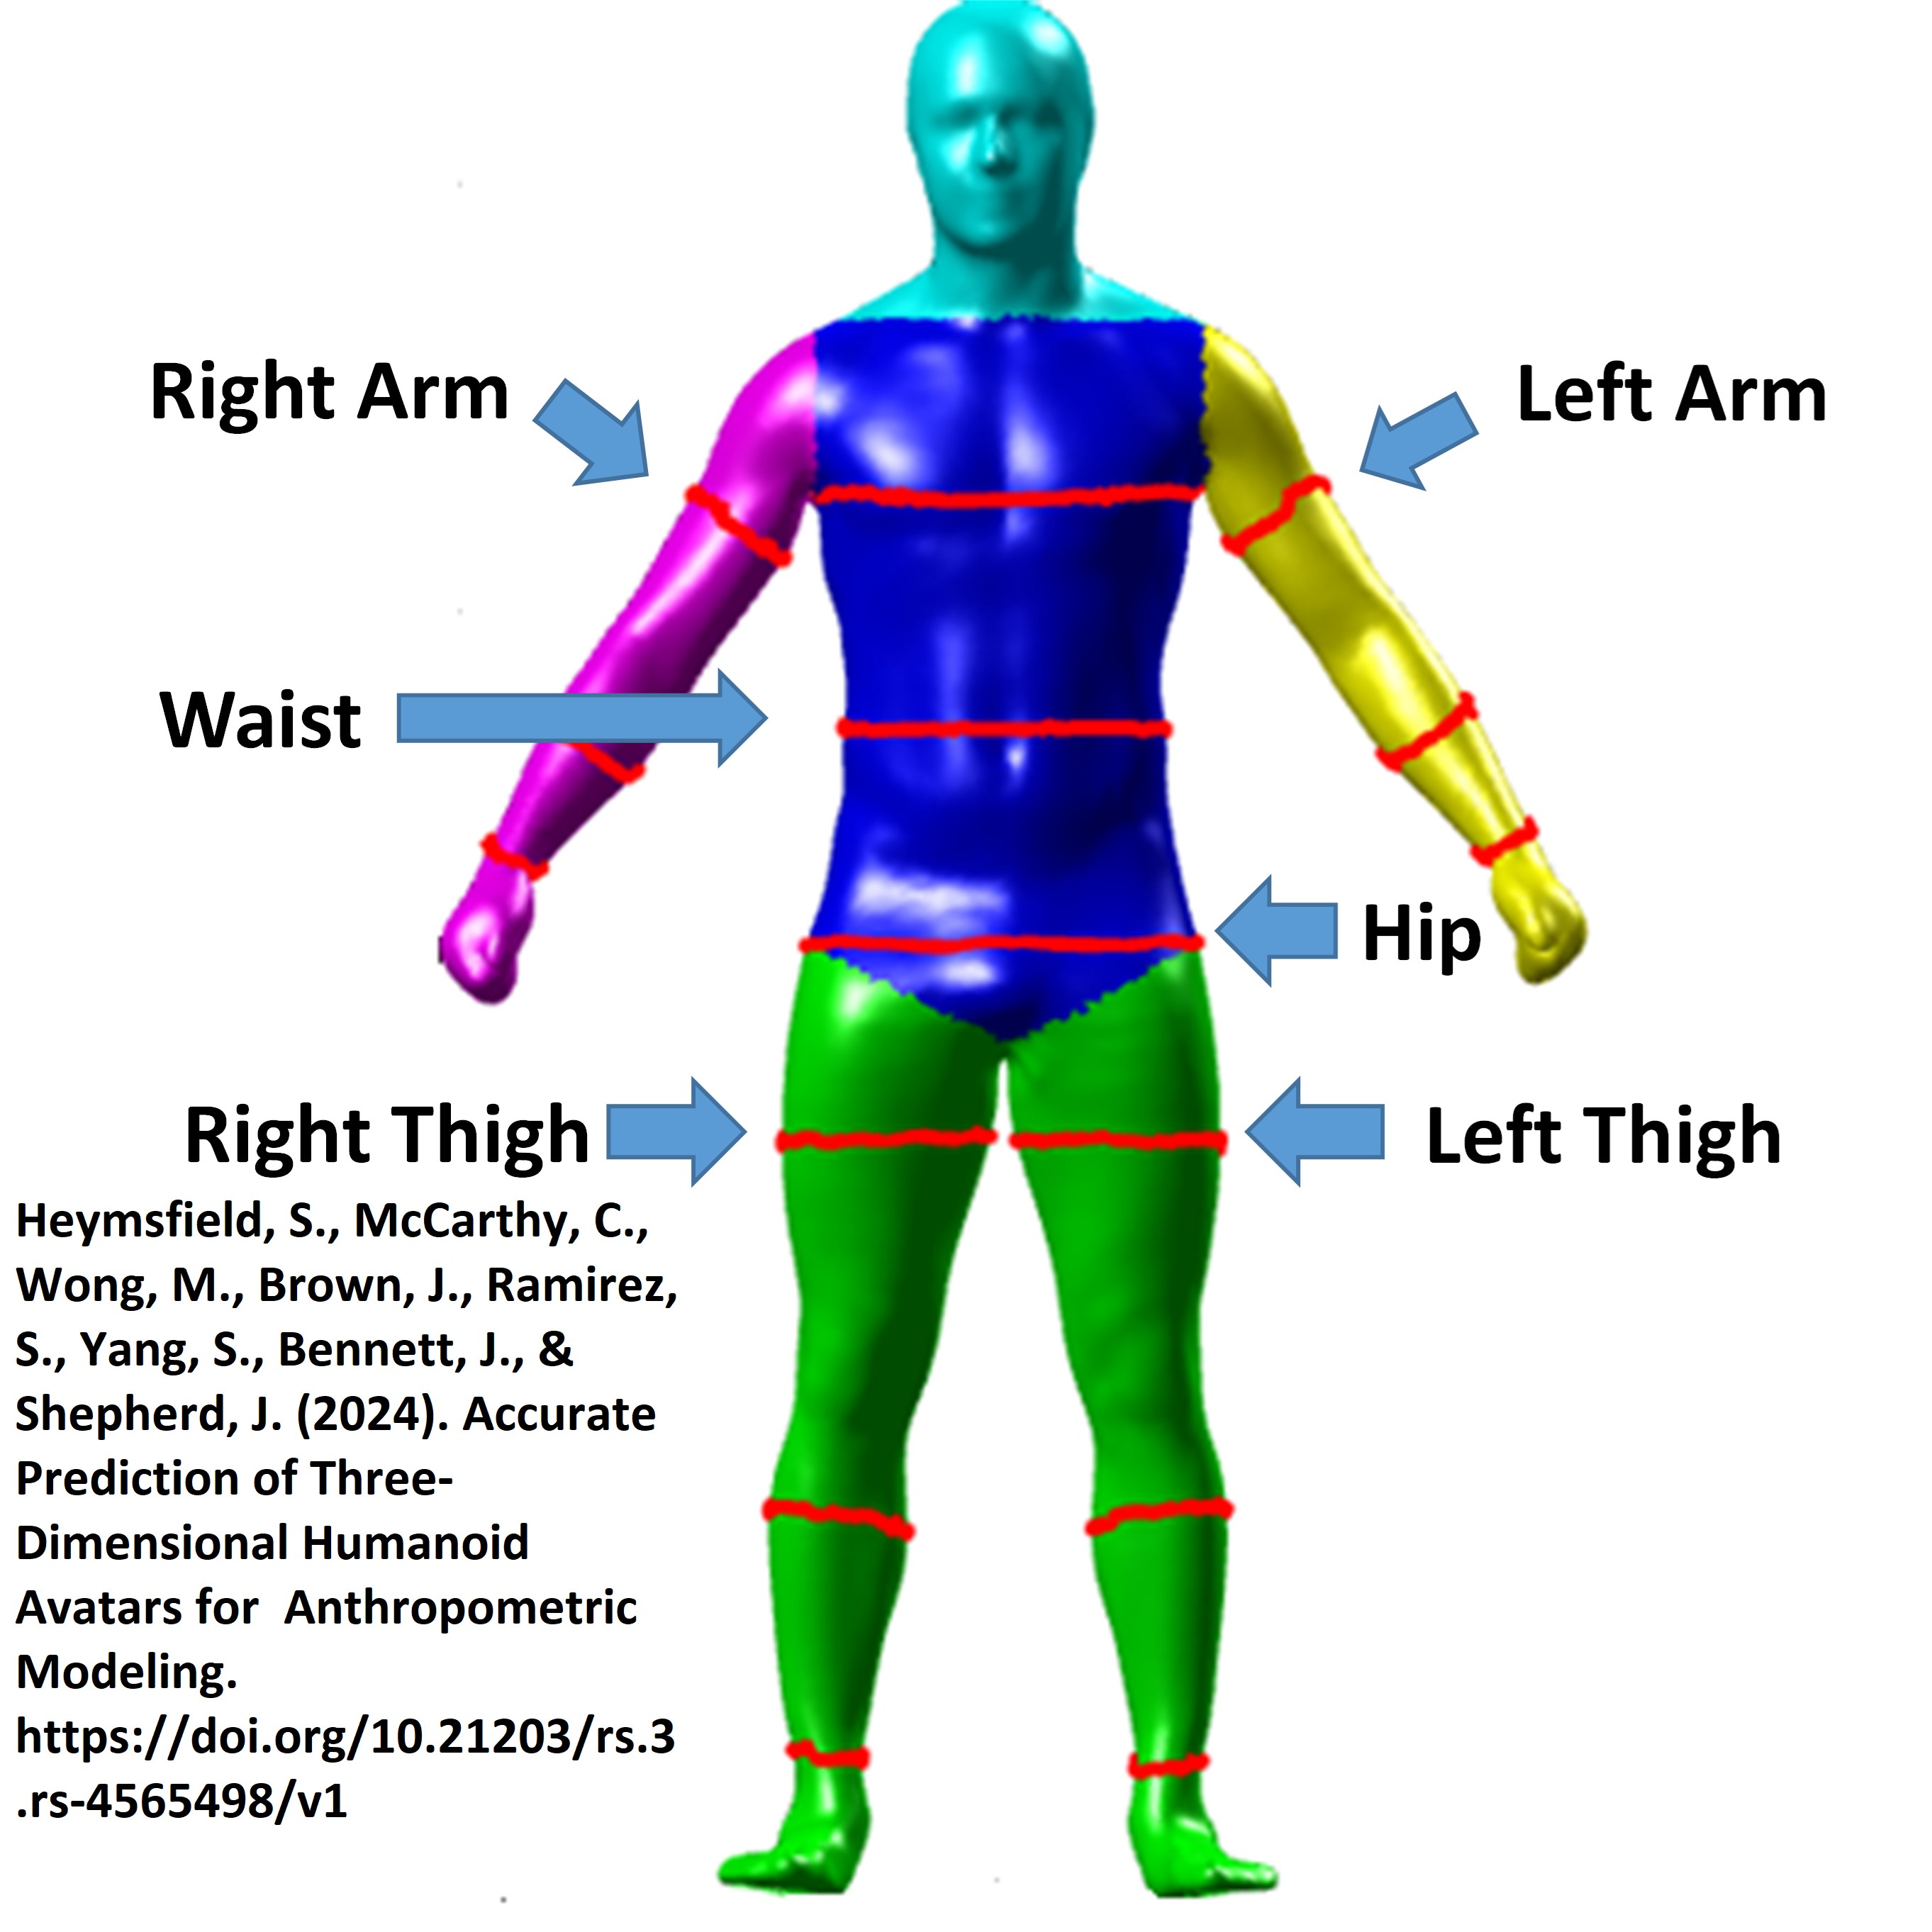 Right Arm
Left Arm
Waist
Hip
Right Thigh
Left Thigh
Heymsfield, S., McCarthy, C.,
Wong, M., Brown, J., Ramirez,
S., Yang, S., Bennett, J., &
Shepherd, J. (2024). Accurate
Prediction of Three-
Dimensional Humanoid
Avatars for  Anthropometric
Modeling.
https://doi.org/10.21203/rs.3
.rs-4565498/v1